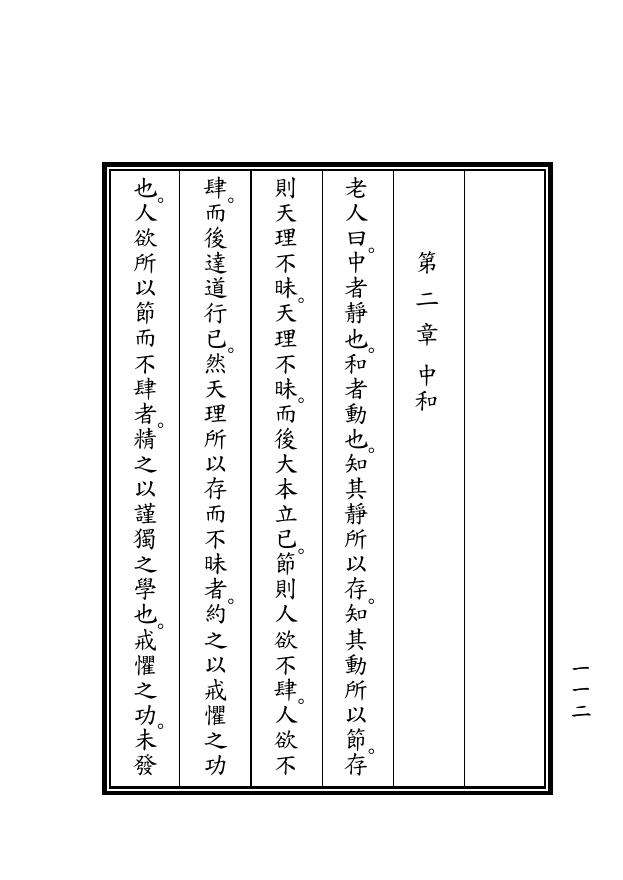 第二章 中和
老人曰。中者靜也。和者動也。知其靜所以存。知其動所以節。存
則天理不昧。天理不昧。而後大本立已。節則人欲不肆。人欲不
肆。而後達道行已。然天理所以存而不昧者。約之以戒懼之功
也。人欲所以節而不肆者。精之以謹獨之學也。戒懼之功。未發
一一二